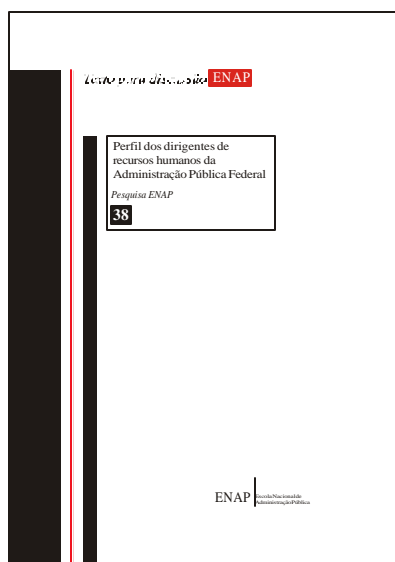 Texto para discussão ENAP
Perfil dos dirigentes de
recursos humanos da
Administração Pública Federal
Pesquisa ENAP
38
ENAP
Escola Nacional de
Administração Pública